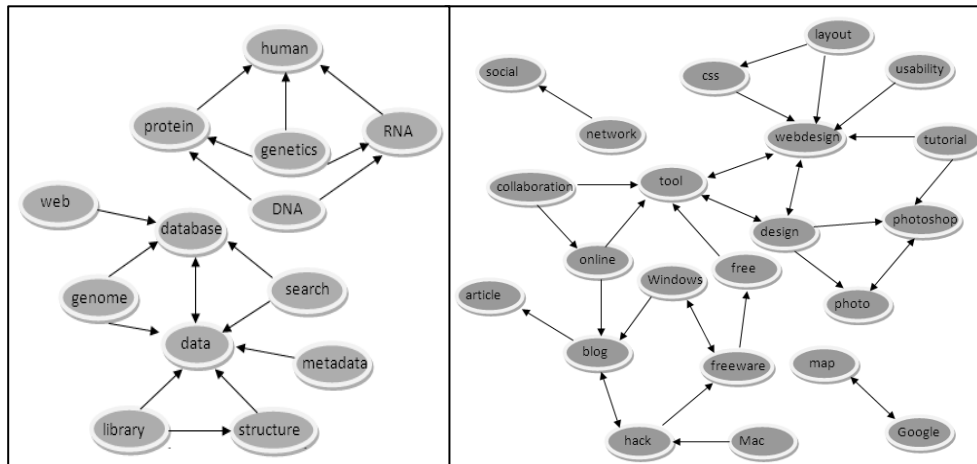 human
protein
RNA
genetics
DNA
web
database
genome
search
data
metadata
library
structure
layout
social
css
usability
network
webdesign
tutorial
collaboration
tool
design
photoshop
online
Windows
free
article
photo
blog
freeware
map
hack
Mac
Google